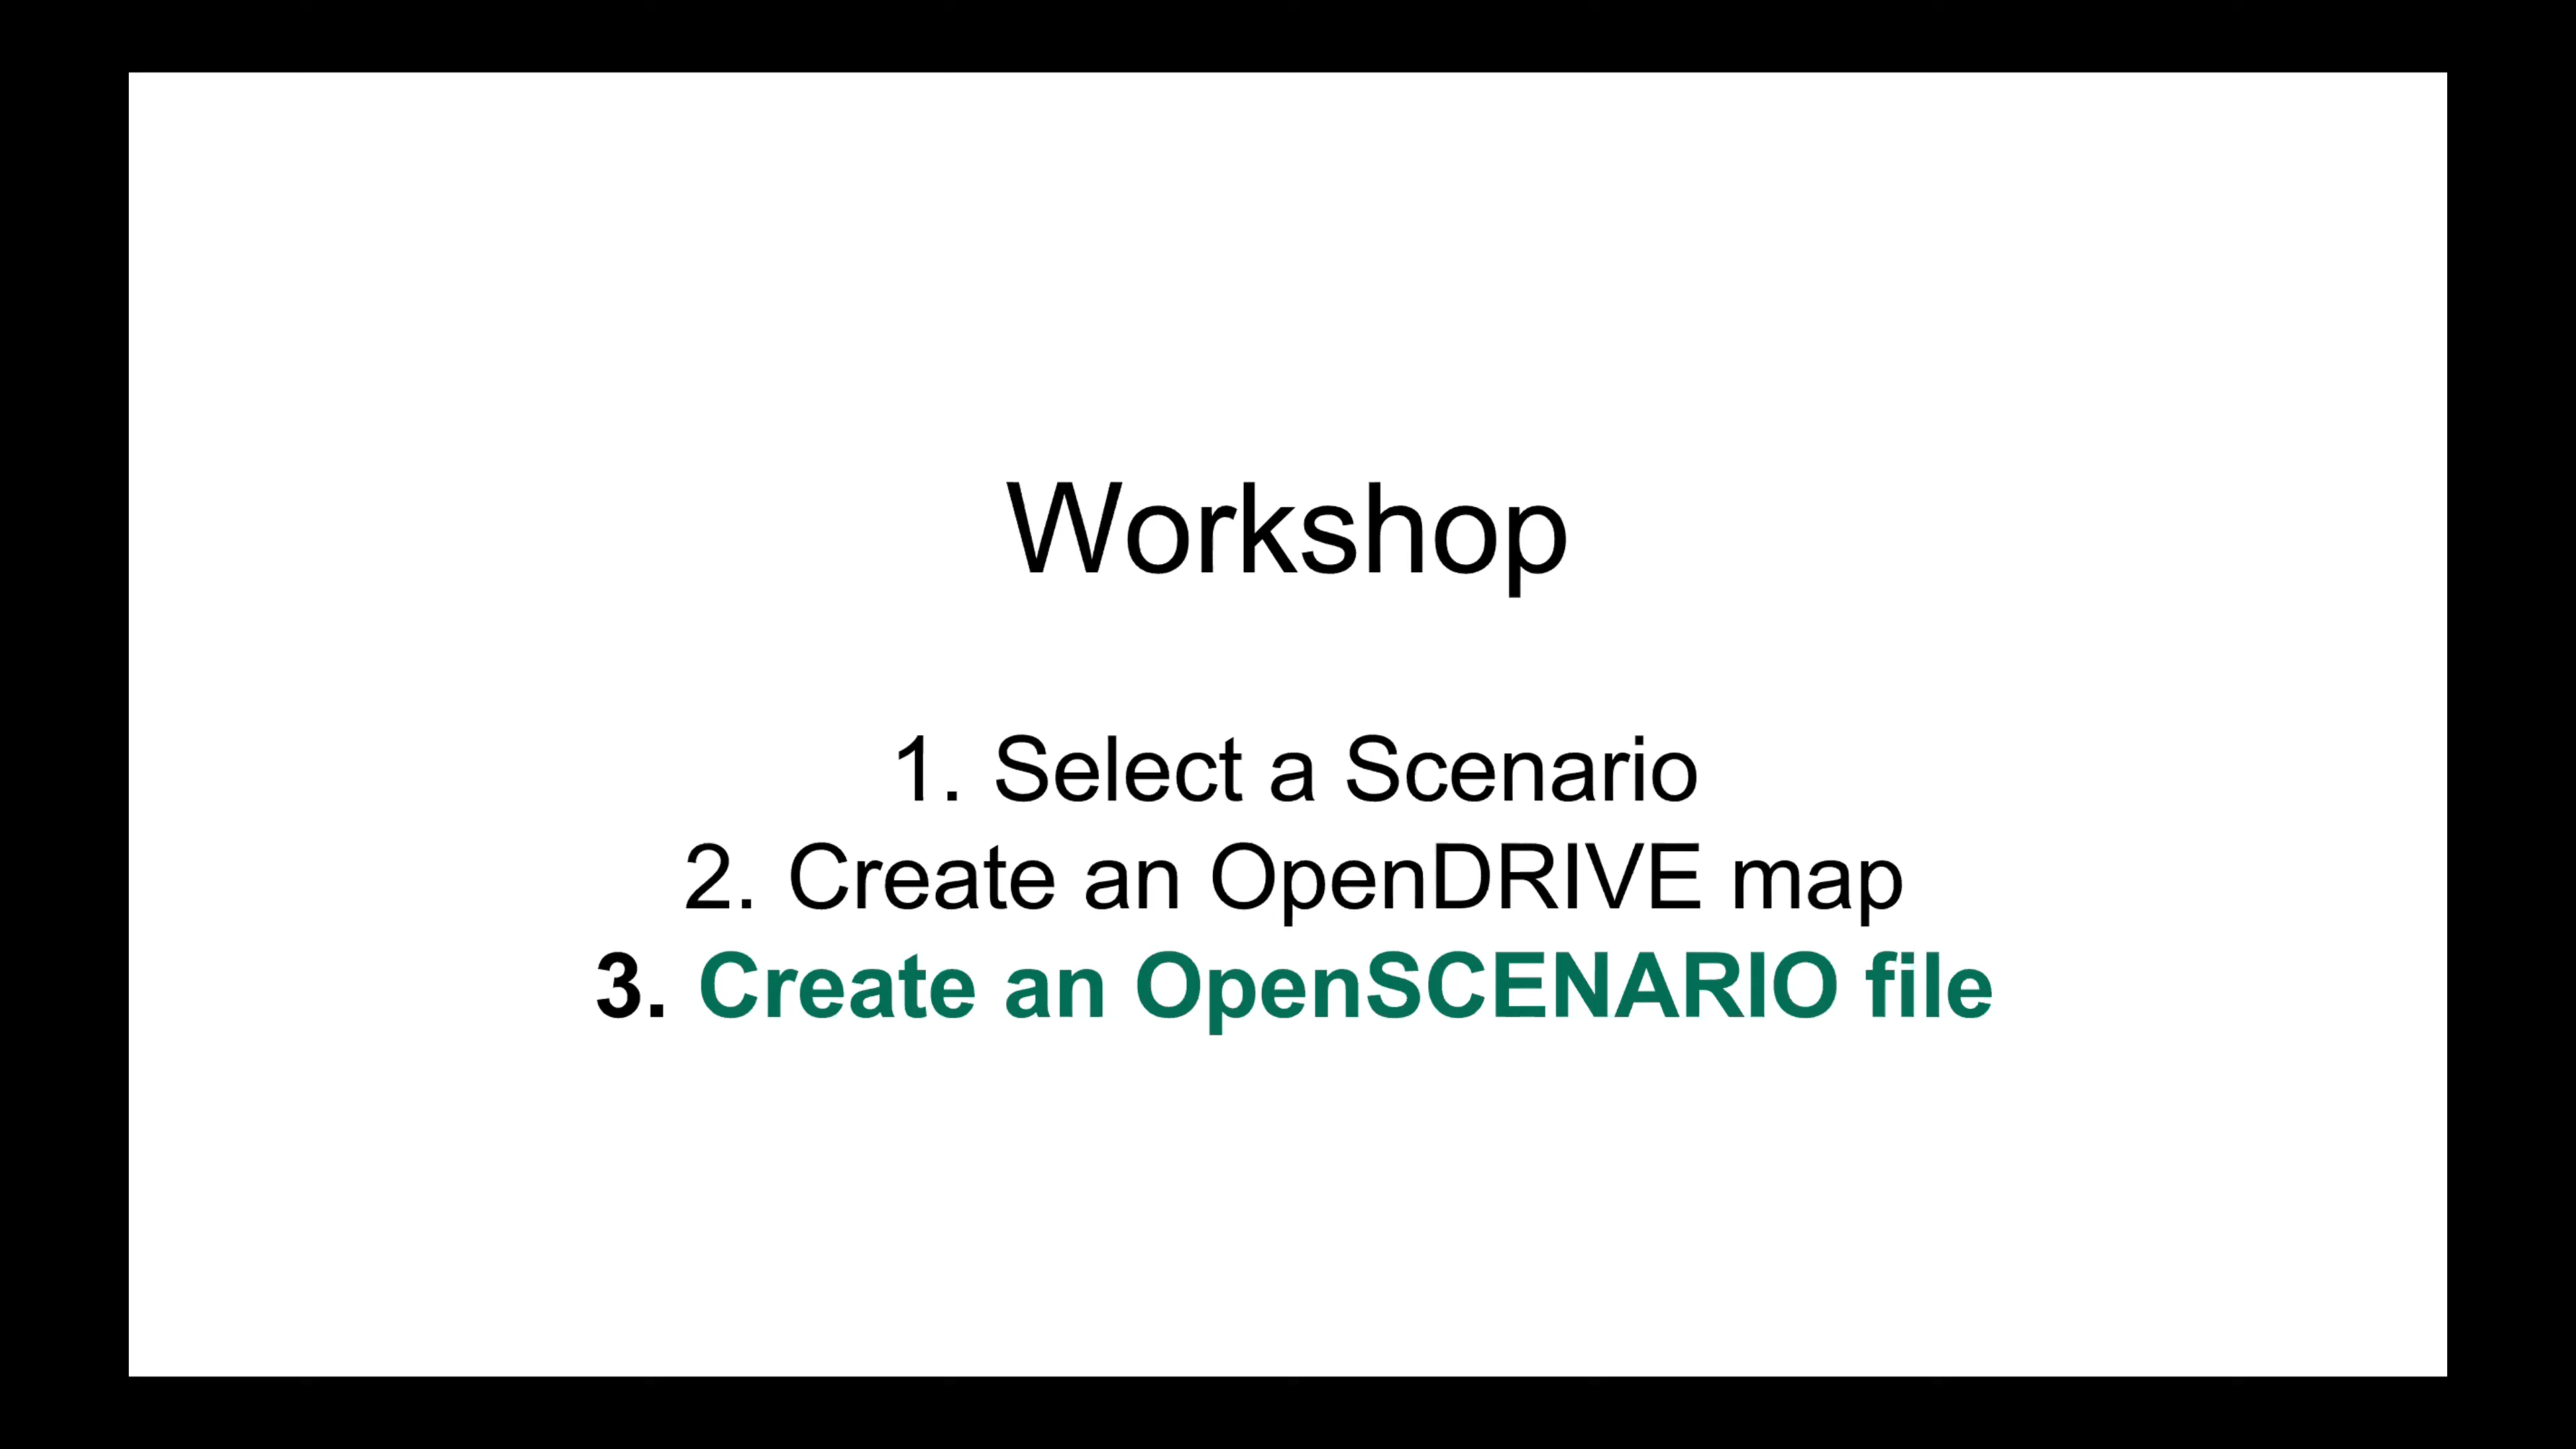 Workshop
1. Select a Scenario
2. Create an OpenDRIVE map
3. Create an OpenSCENARIO file